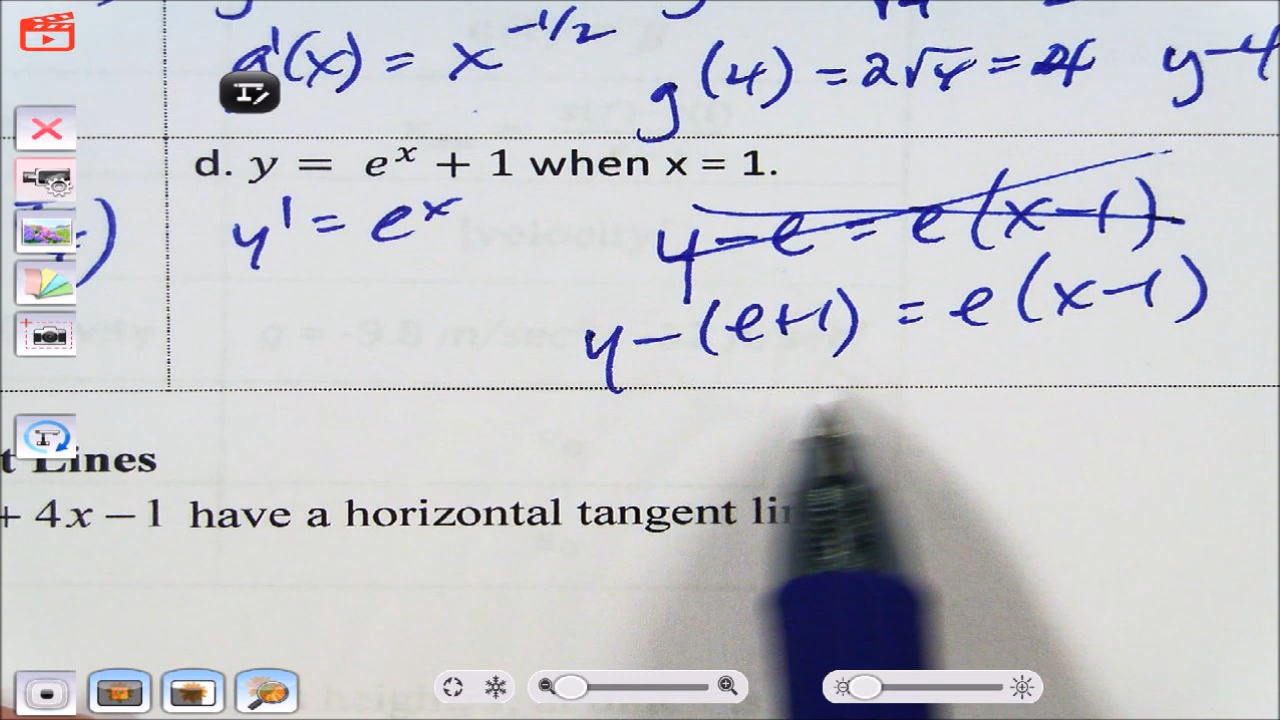 g'(x) = x^{-1/2} g(4) = 2√4 = 4 y-4
d. y = e^x + 1 when x = 1.
y' = e^x y-e = e(x-1)
y-(e+1) = e(x-1)
t Lines
+ 4x - 1 have a horizontal tangent